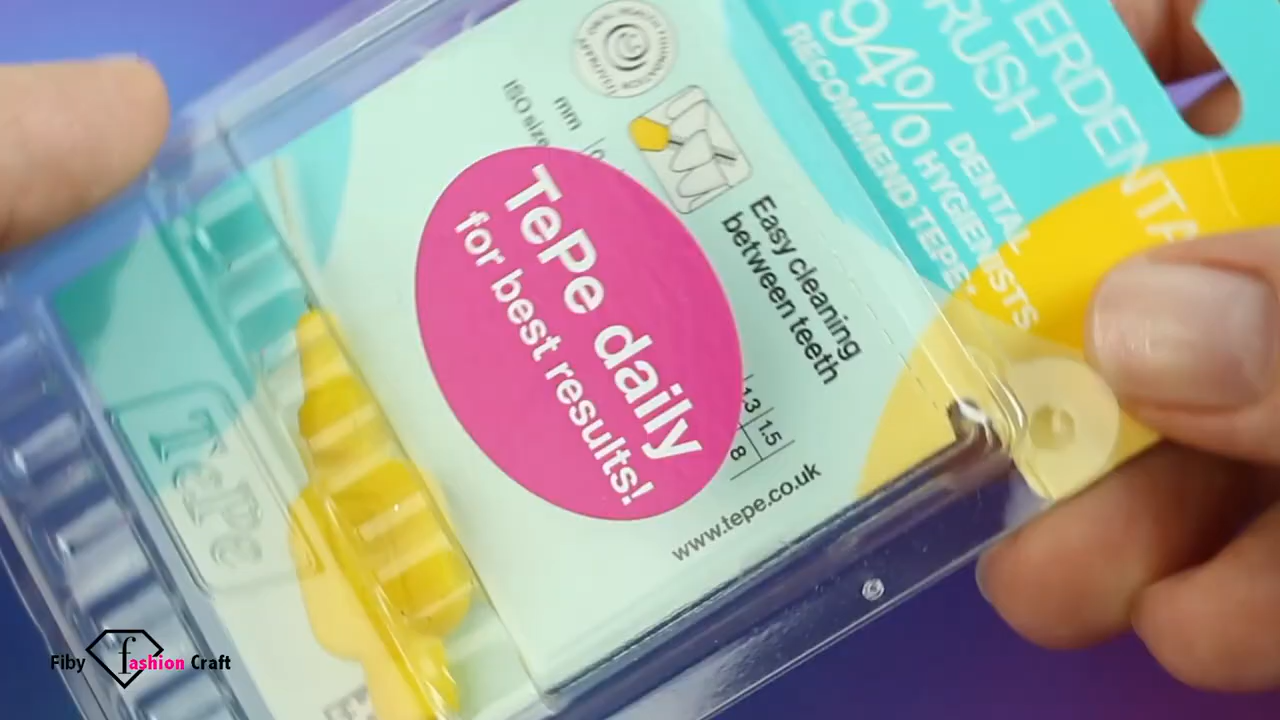 ERDENTA
RUSH
94% DENTAL
HYGIENISTS
RECOMMEND TEPE*
APPROVED
mm
ISO size
1.3 1.5
8
Easy cleaning
between teeth
TePe daily
for best results!
www.tepe.co.uk
TePe
Fiby fashion Craft